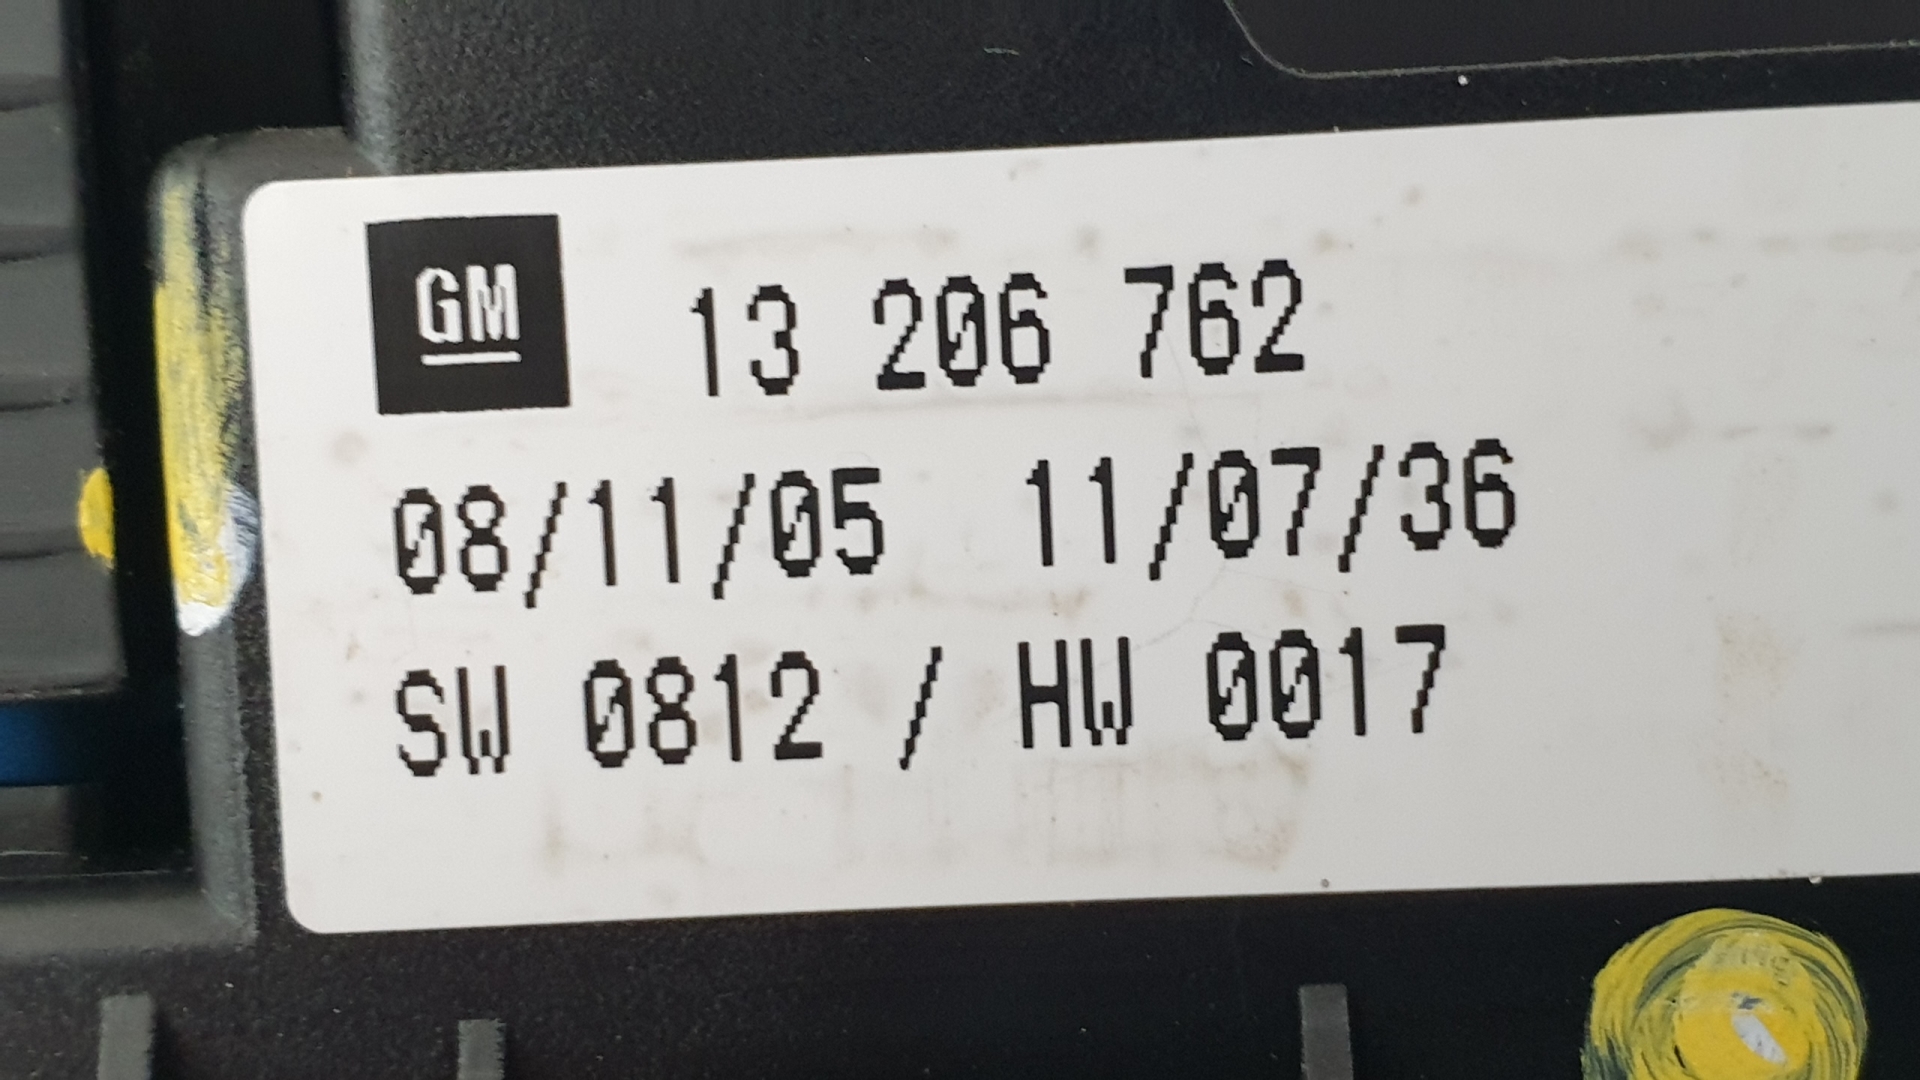 GM 13 206 762
08/11/05 11/07/36
SW 0812 / HW 0017